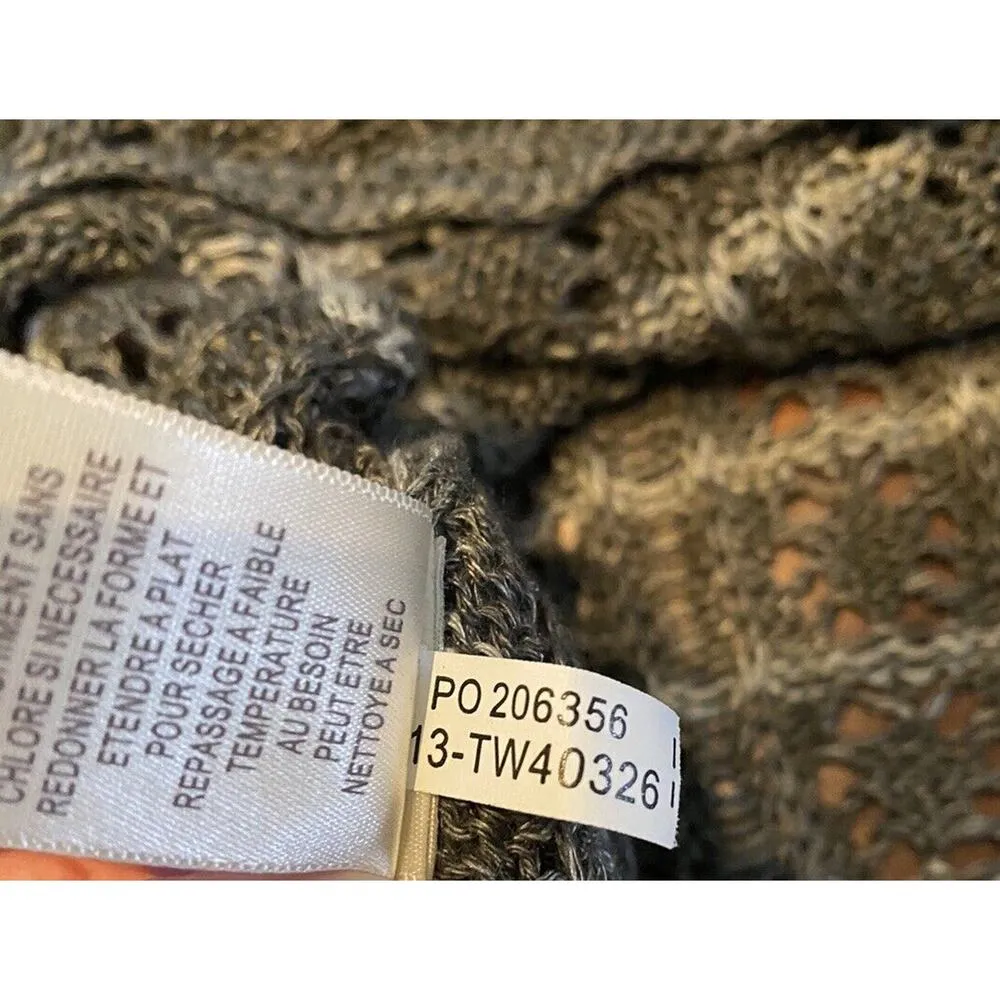 SANS
CHLORE SI NECESSAIRE
REDONNER LA FORME ET
ETENDRE A PLAT
POUR SECHER
REPASSAGE A FAIBLE
TEMPERATURE
AU BESOIN
PEUT ETRE
NETTOYE A SEC
PO 206356
13-TW40326